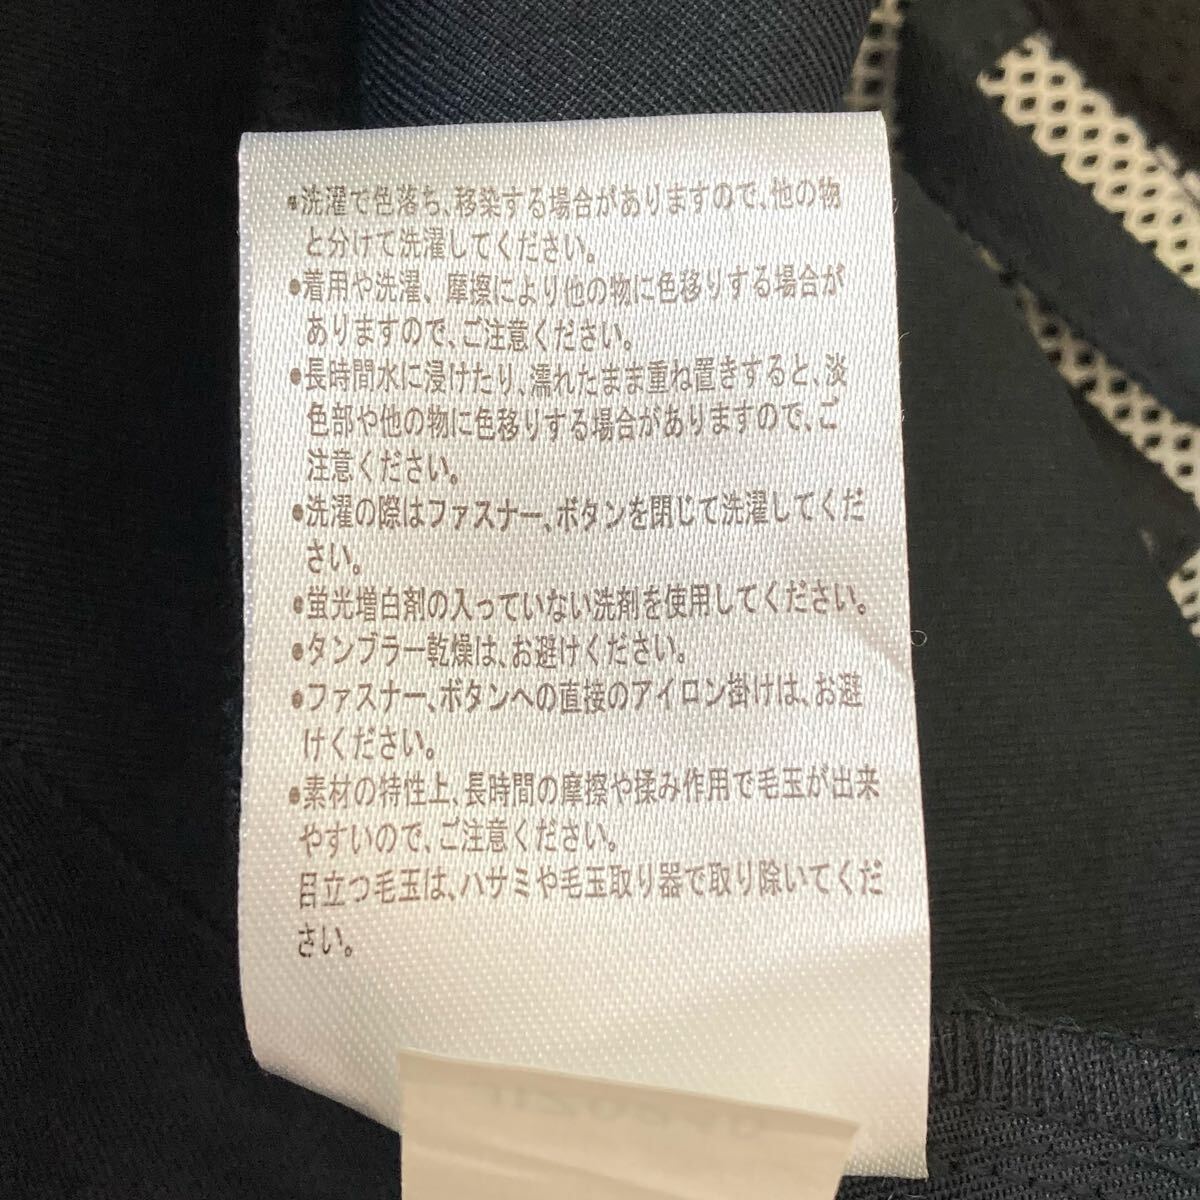 •洗濯で色落ち、移染する場合がありますので、他の物
と分けて洗濯してください。
•着用や洗濯、摩擦により他の物に色移りする場合が
ありますので、ご注意ください。
•長時間水に浸けたり、濡れたまま重ね置きすると、淡
色部や他の物に色移りする場合がありますので、ご
注意ください。
•洗濯の際はファスナー、ボタンを閉じて洗濯してくだ
さい。
•蛍光増白剤の入っていない洗剤を使用してください。
•タンブラー乾燥は、お避けください。
•ファスナー、ボタンへの直接のアイロン掛けは、お避
けください。
•素材の特性上、長時間の摩擦や揉み作用で毛玉が出来
やすいので、ご注意ください。
目立つ毛玉は、ハサミや毛玉取り器で取り除いてくだ
さい。